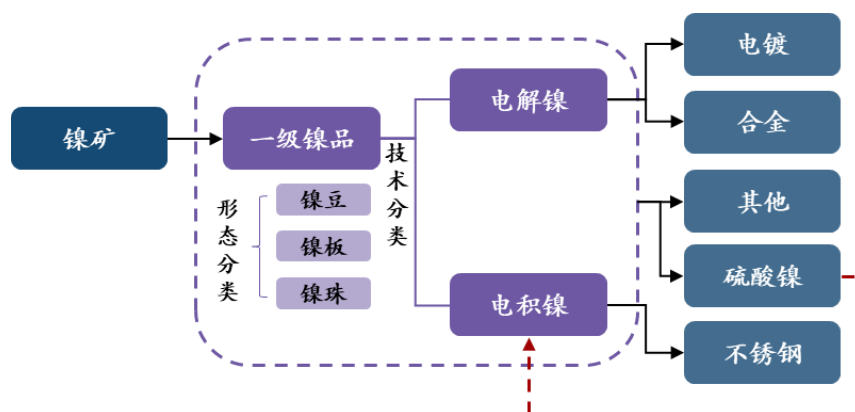 镍矿
一级镍品
技术分类
形态分类
镍豆
镍板
镍珠
电解镍
电积镍
电镀
合金
其他
硫酸镍
不锈钢